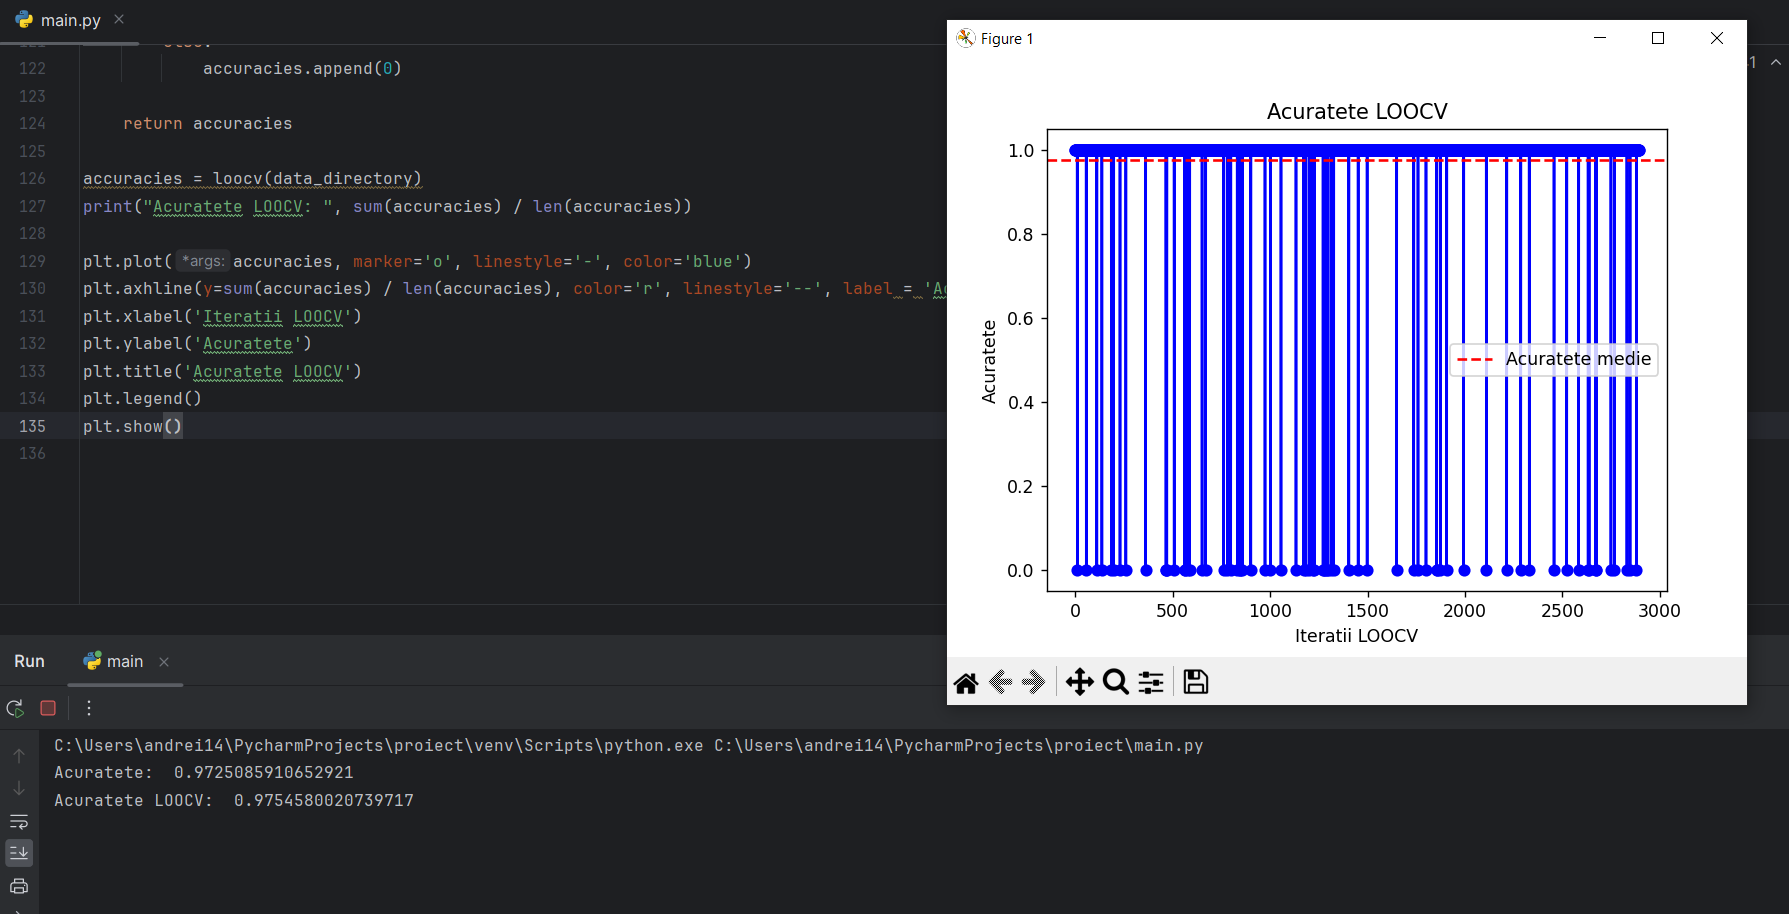 main.py
122 accuracies.append(0)
123
124 return accuracies
125
126 accuracies = loocv(data_directory)
127 print("Acuratete LOOCV: ", sum(accuracies) / len(accuracies))
128
129 plt.plot( *args: accuracies, marker='o', linestyle='-', color='blue')
130 plt.axhline(y=sum(accuracies) / len(accuracies), color='r', linestyle='--', label = 'Ac
131 plt.xlabel('Iteratii LOOCV')
132 plt.ylabel('Acuratete')
133 plt.title('Acuratete LOOCV')
134 plt.legend()
135 plt.show()
136
Figure 1
Acuratete LOOCV
1.0
0.8
0.6
0.4
0.2
0.0
Acuratete
Acuratete medie
0 500 1000 1500 2000 2500 3000
Iteratii LOOCV
Run main
C:\Users\andrei14\PycharmProjects\proiect\venv\Scripts\python.exe C:\Users\andrei14\PycharmProjects\proiect\main.py
Acuratete:  0.9725085910652921
Acuratete LOOCV:  0.9754580020739717